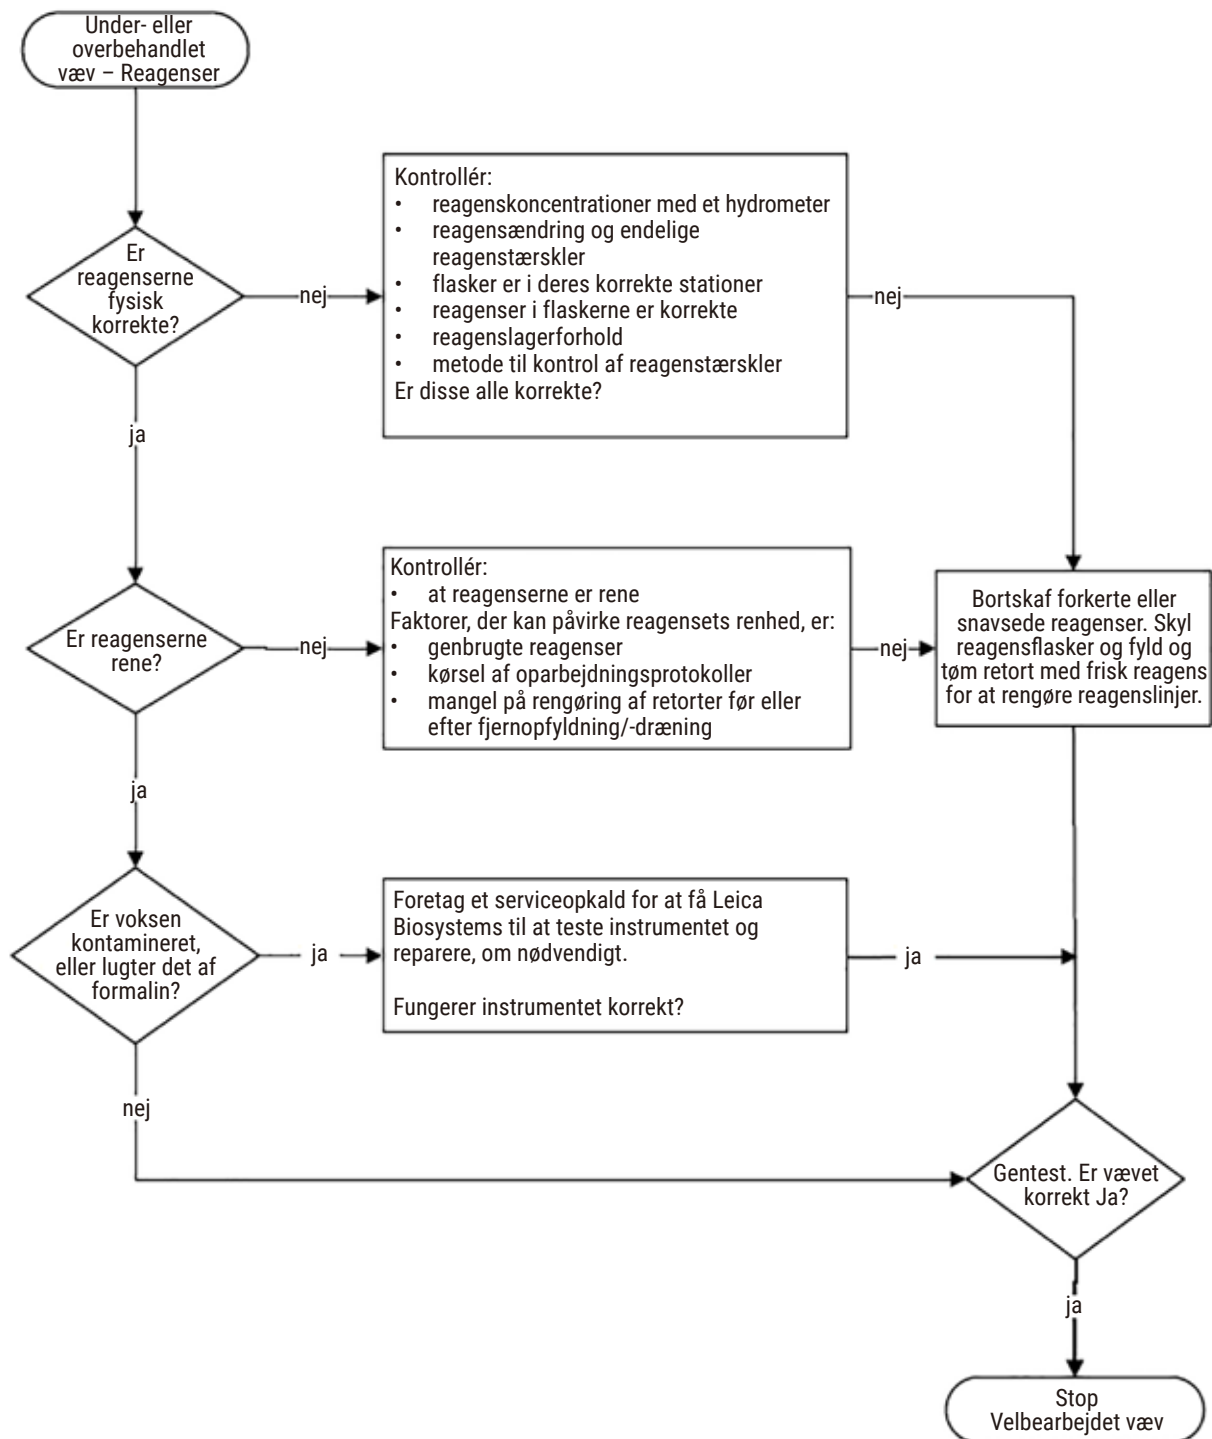 Under- eller
overbehandlet
væv – Reagenser
Er
reagenserne
fysisk
korrekte?
nej
Kontrollér:
• reagenskoncentrationer med et hydrometer
• reagensændring og endelige
reagenstærskler
• flasker er i deres korrekte stationer
• reagenser i flaskerne er korrekte
• reagenslagerforhold
• metode til kontrol af reagenstærskler
Er disse alle korrekte?
nej
ja
Er reagenserne
rene?
nej
Kontrollér:
• at reagenserne er rene
Faktorer, der kan påvirke reagensets renhed, er:
• genbrugte reagenser
• kørsel af oparbejdningsprotokoller
• mangel på rengøring af retorter før eller
efter fjernopfyldning/-dræning
nej
Bortskaf forkerte eller
snavsede reagenser. Skyl
reagensflasker og fyld og
tøm retort med frisk reagens
for at rengøre reagenslinjer.
ja
Er voksen
kontamineret,
eller lugter det af
formalin?
ja
Foretag et serviceopkald for at få Leica
Biosystems til at teste instrumentet og
reparere, om nødvendigt.
Fungerer instrumentet korrekt?
ja
nej
Gentest. Er vævet
korrekt Ja?
ja
Stop
Velbearbejdet væv